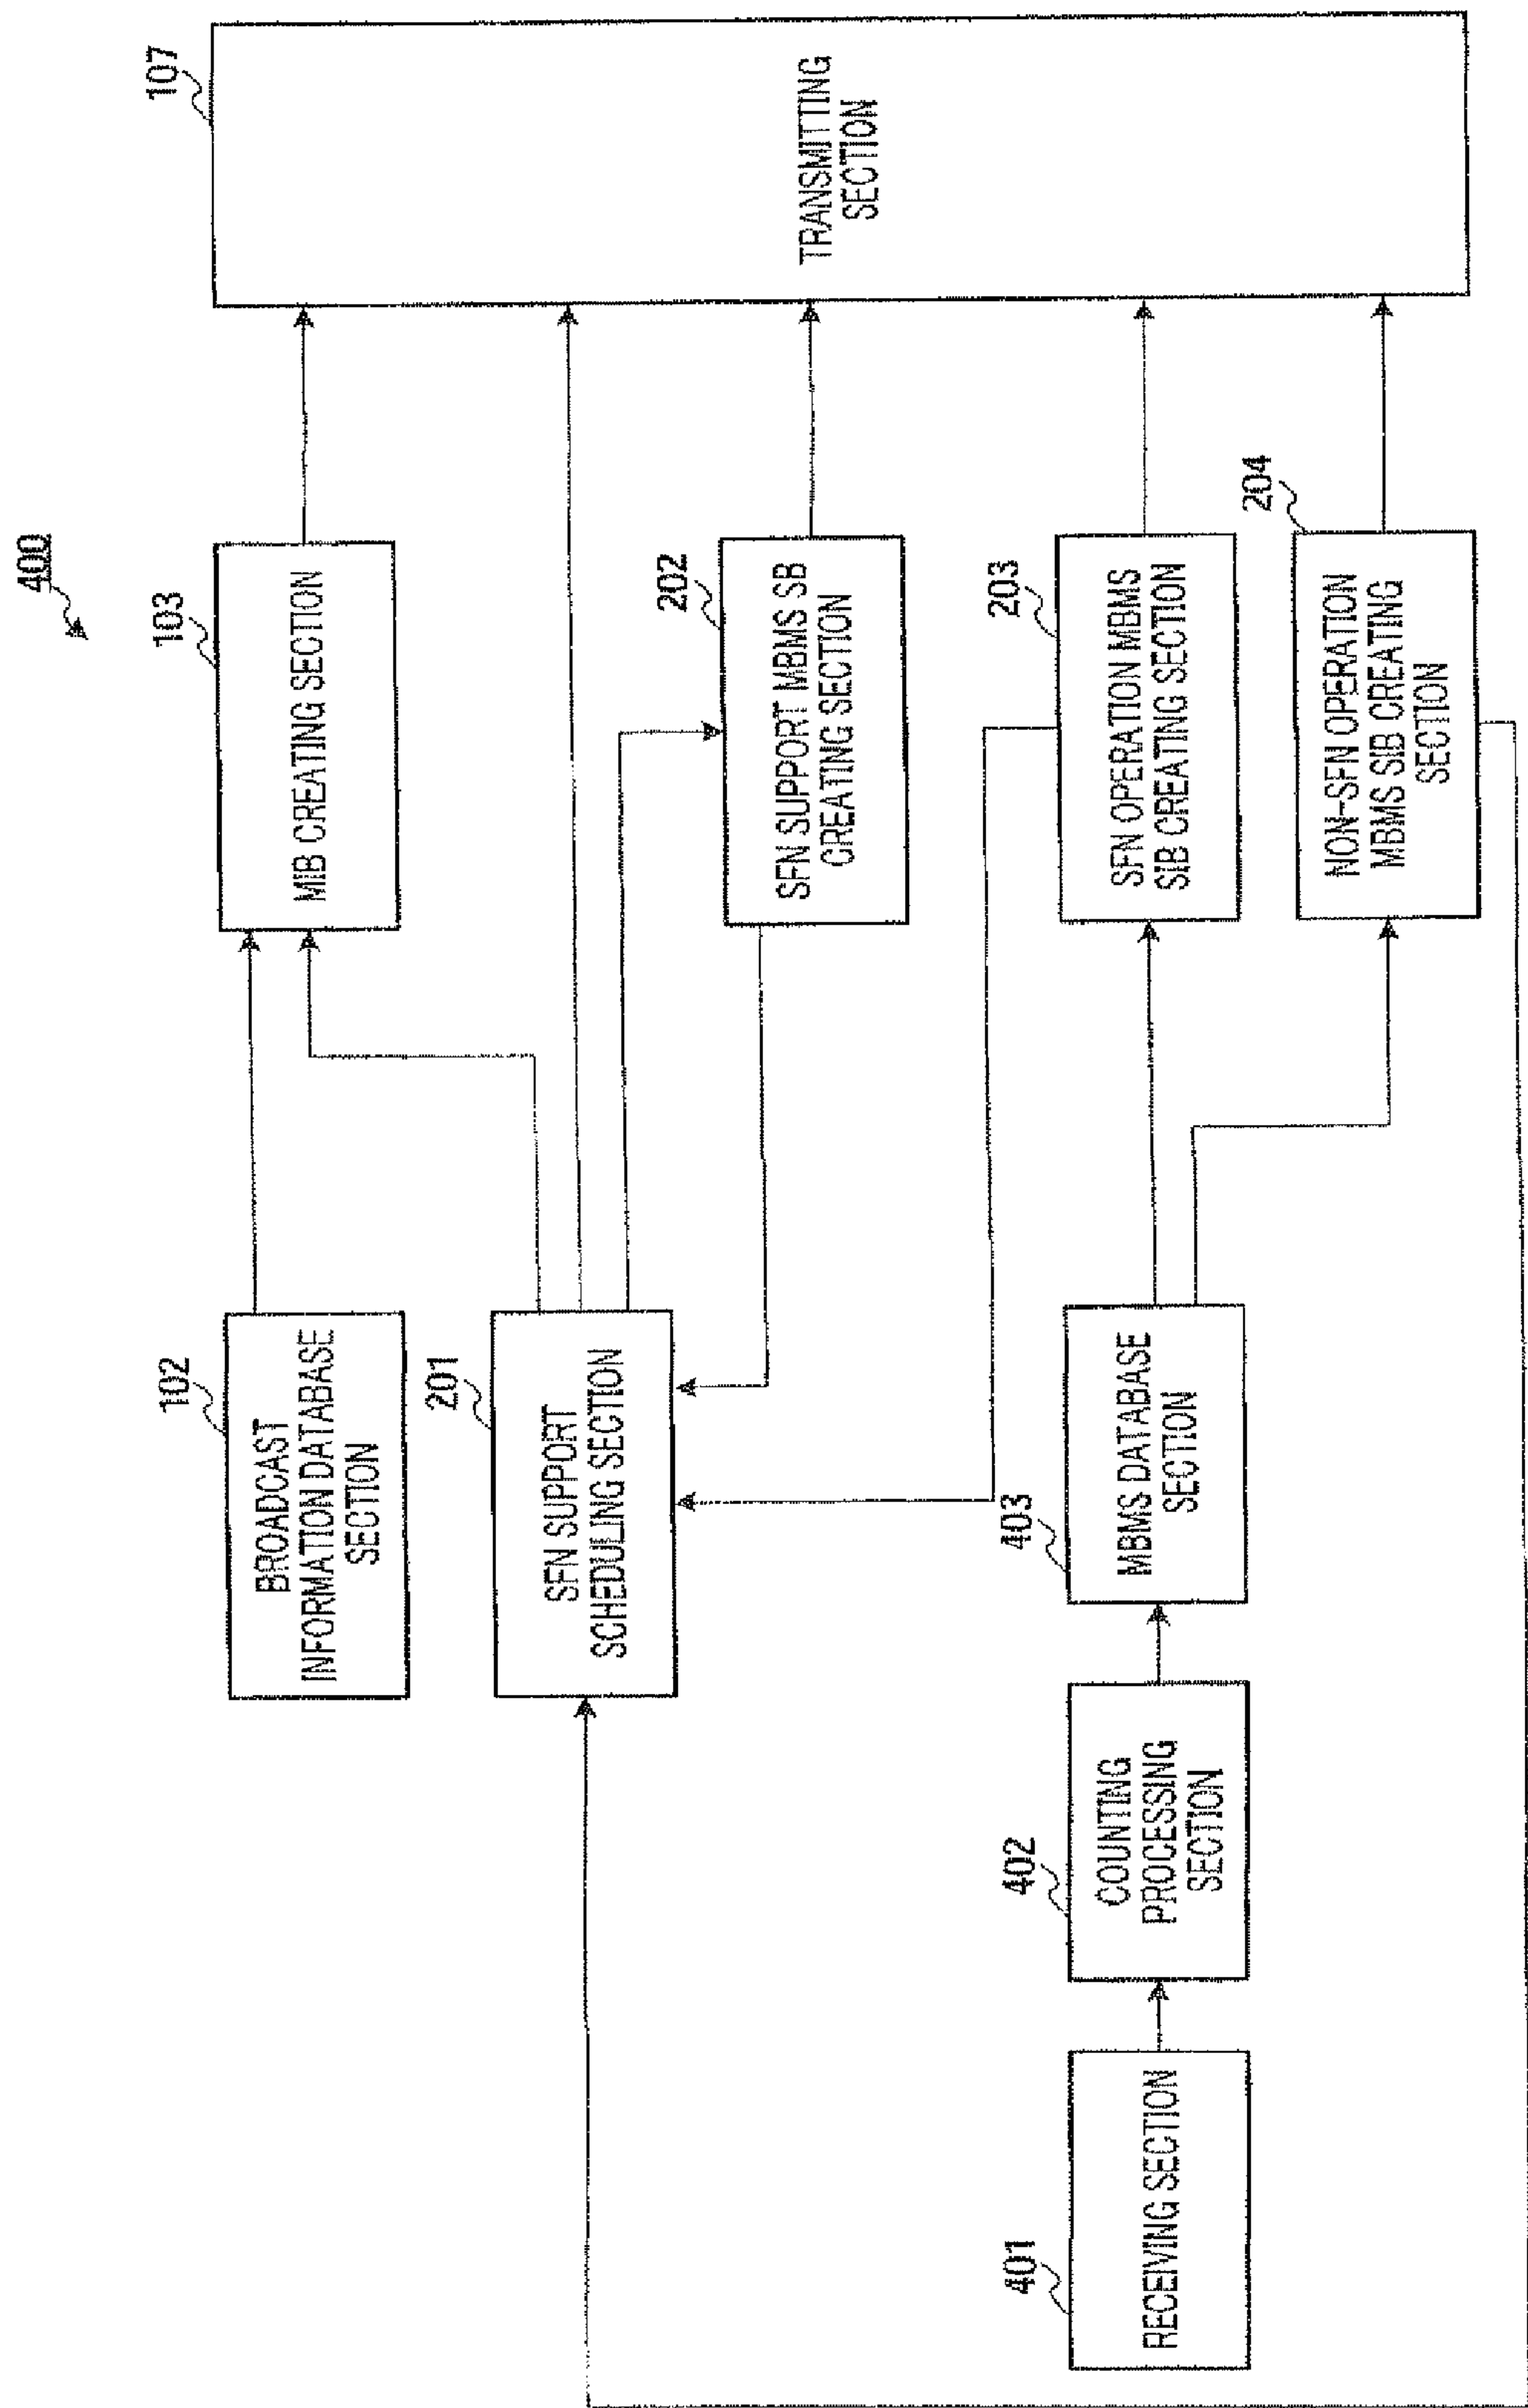 400
102
BROADCAST
INFORMATION DATABASE
SECTION
103
MIB CREATING SECTION
107
TRANSMITTING
SECTION
201
SFN SUPPORT
SCHEDULING SECTION
202
SFN SUPPORT MBMS SB
CREATING SECTION
401
RECEIVING SECTION
402
COUNTING
PROCESSING
SECTION
403
MBMS DATABASE
SECTION
203
SFN OPERATION MBMS
SIB CREATING SECTION
204
NON-SFN OPERATION
MBMS SIB CREATING
SECTION